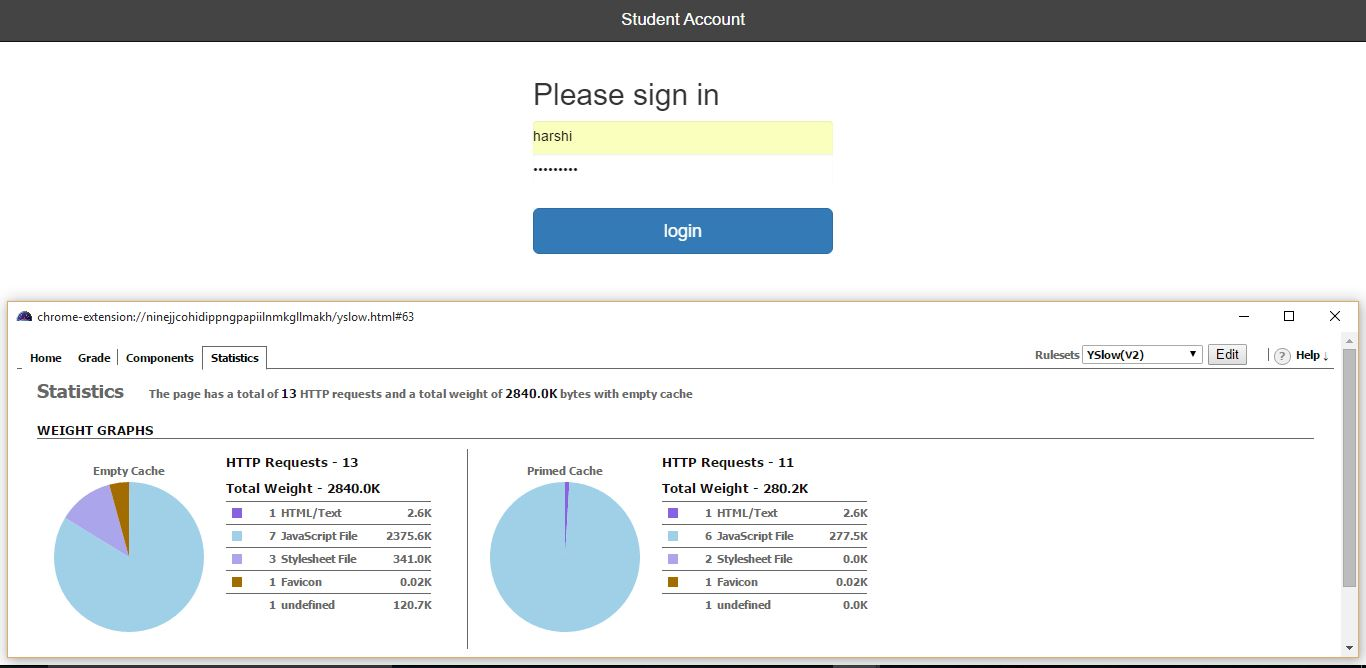 Student Account
Please sign in
harshi
•••••••••
login
chrome-extension://ninejjcohidippngpapiilnmkgllmakh/yslow.html#63
Home Grade Components Statistics Rulesets YSlow(V2) Edit ? Help ↓
Statistics The page has a total of 13 HTTP requests and a total weight of 2840.0K bytes with empty cache
WEIGHT GRAPHS
Empty Cache
HTTP Requests - 13
Total Weight - 2840.0K
1 HTML/Text 2.6K
7 JavaScript File 2375.6K
3 Stylesheet File 341.0K
1 Favicon 0.02K
1 undefined 120.7K
Primed Cache
HTTP Requests - 11
Total Weight - 280.2K
1 HTML/Text 2.6K
6 JavaScript File 277.5K
2 Stylesheet File 0.0K
1 Favicon 0.02K
1 undefined 0.0K